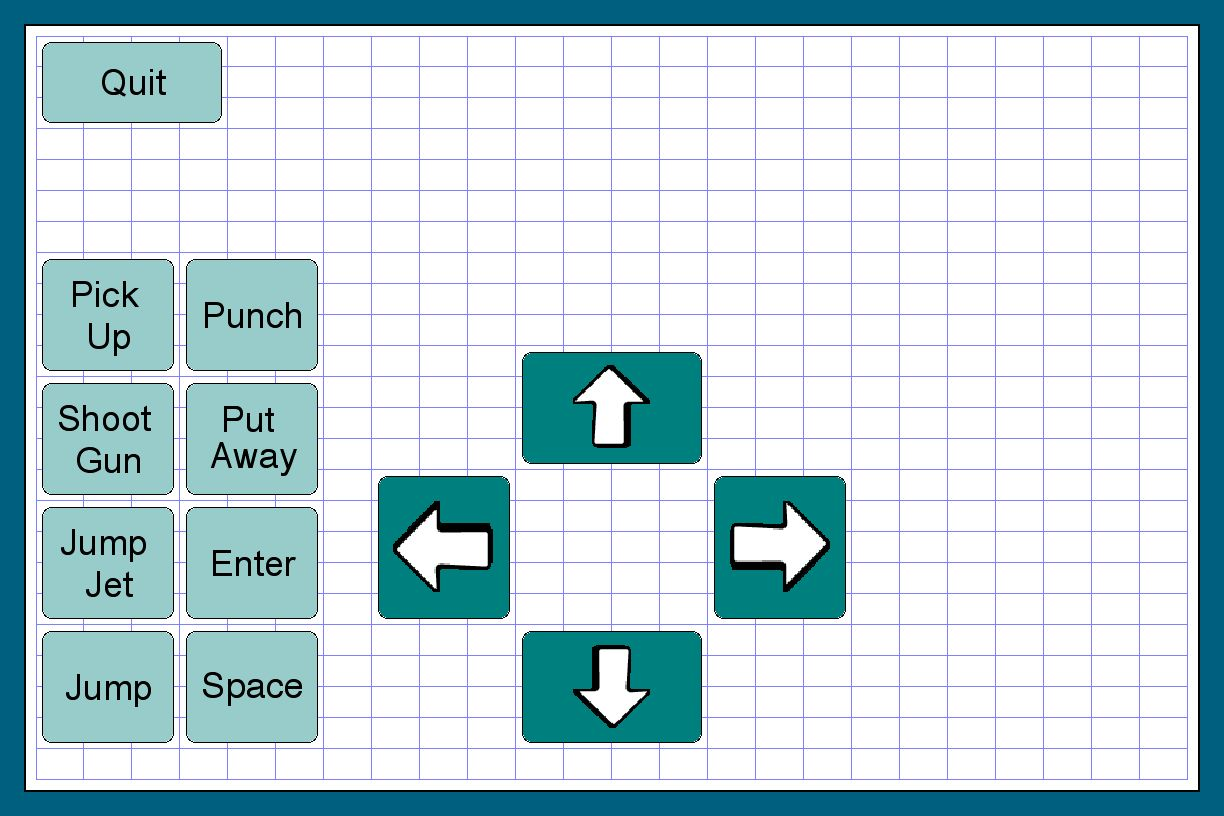 Quit
Pick
Up
Punch
Shoot
Gun
Put
Away
Jump
Jet
Enter
Jump
Space